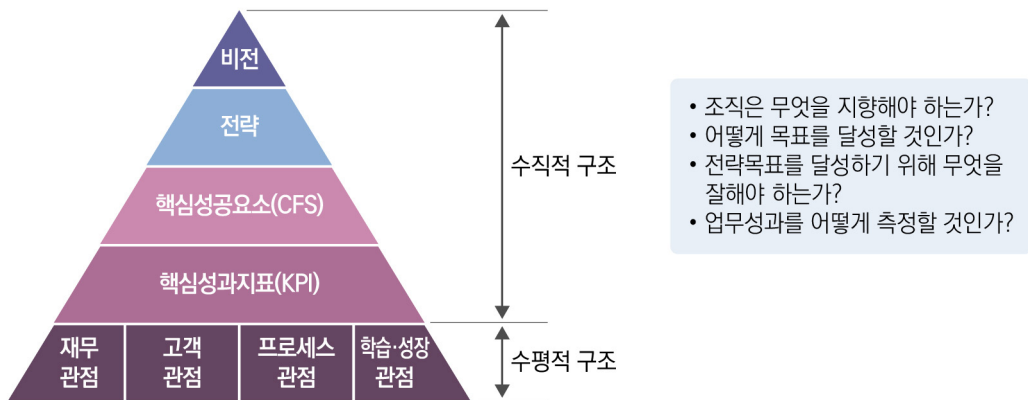 비전
전략
핵심성공요소(CFS)
핵심성과지표(KPI)
재무
관점
고객
관점
프로세스
관점
학습·성장
관점
수직적 구조
수평적 구조
• 조직은 무엇을 지향해야 하는가?
• 어떻게 목표를 달성할 것인가?
• 전략목표를 달성하기 위해 무엇을
잘해야 하는가?
• 업무성과를 어떻게 측정할 것인가?